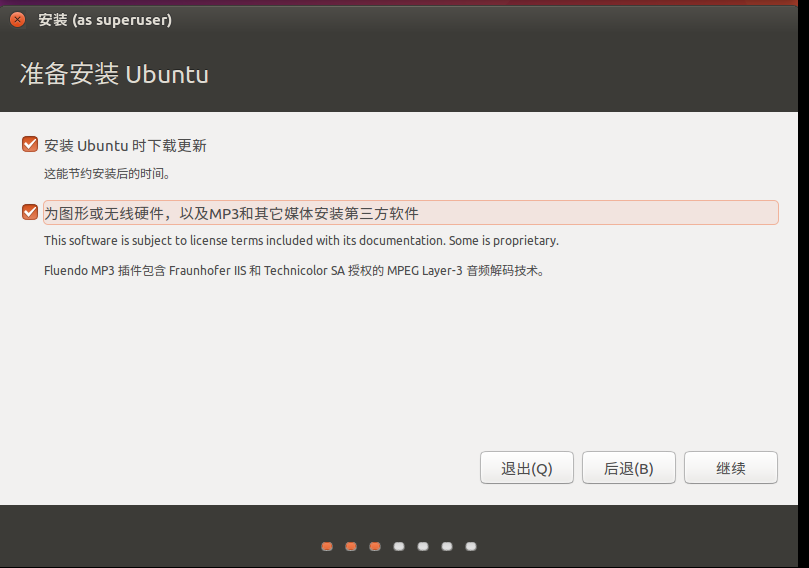 安装 (as superuser)
准备安装 Ubuntu
安装 Ubuntu 时下载更新
这能节约安装后的时间。
为图形或无线硬件，以及MP3和其它媒体安装第三方软件
This software is subject to license terms included with its documentation. Some is proprietary.
Fluendo MP3 插件包含 Fraunhofer IIS 和 Technicolor SA 授权的 MPEG Layer-3 音频解码技术。
退出(Q) 后退(B) 继续